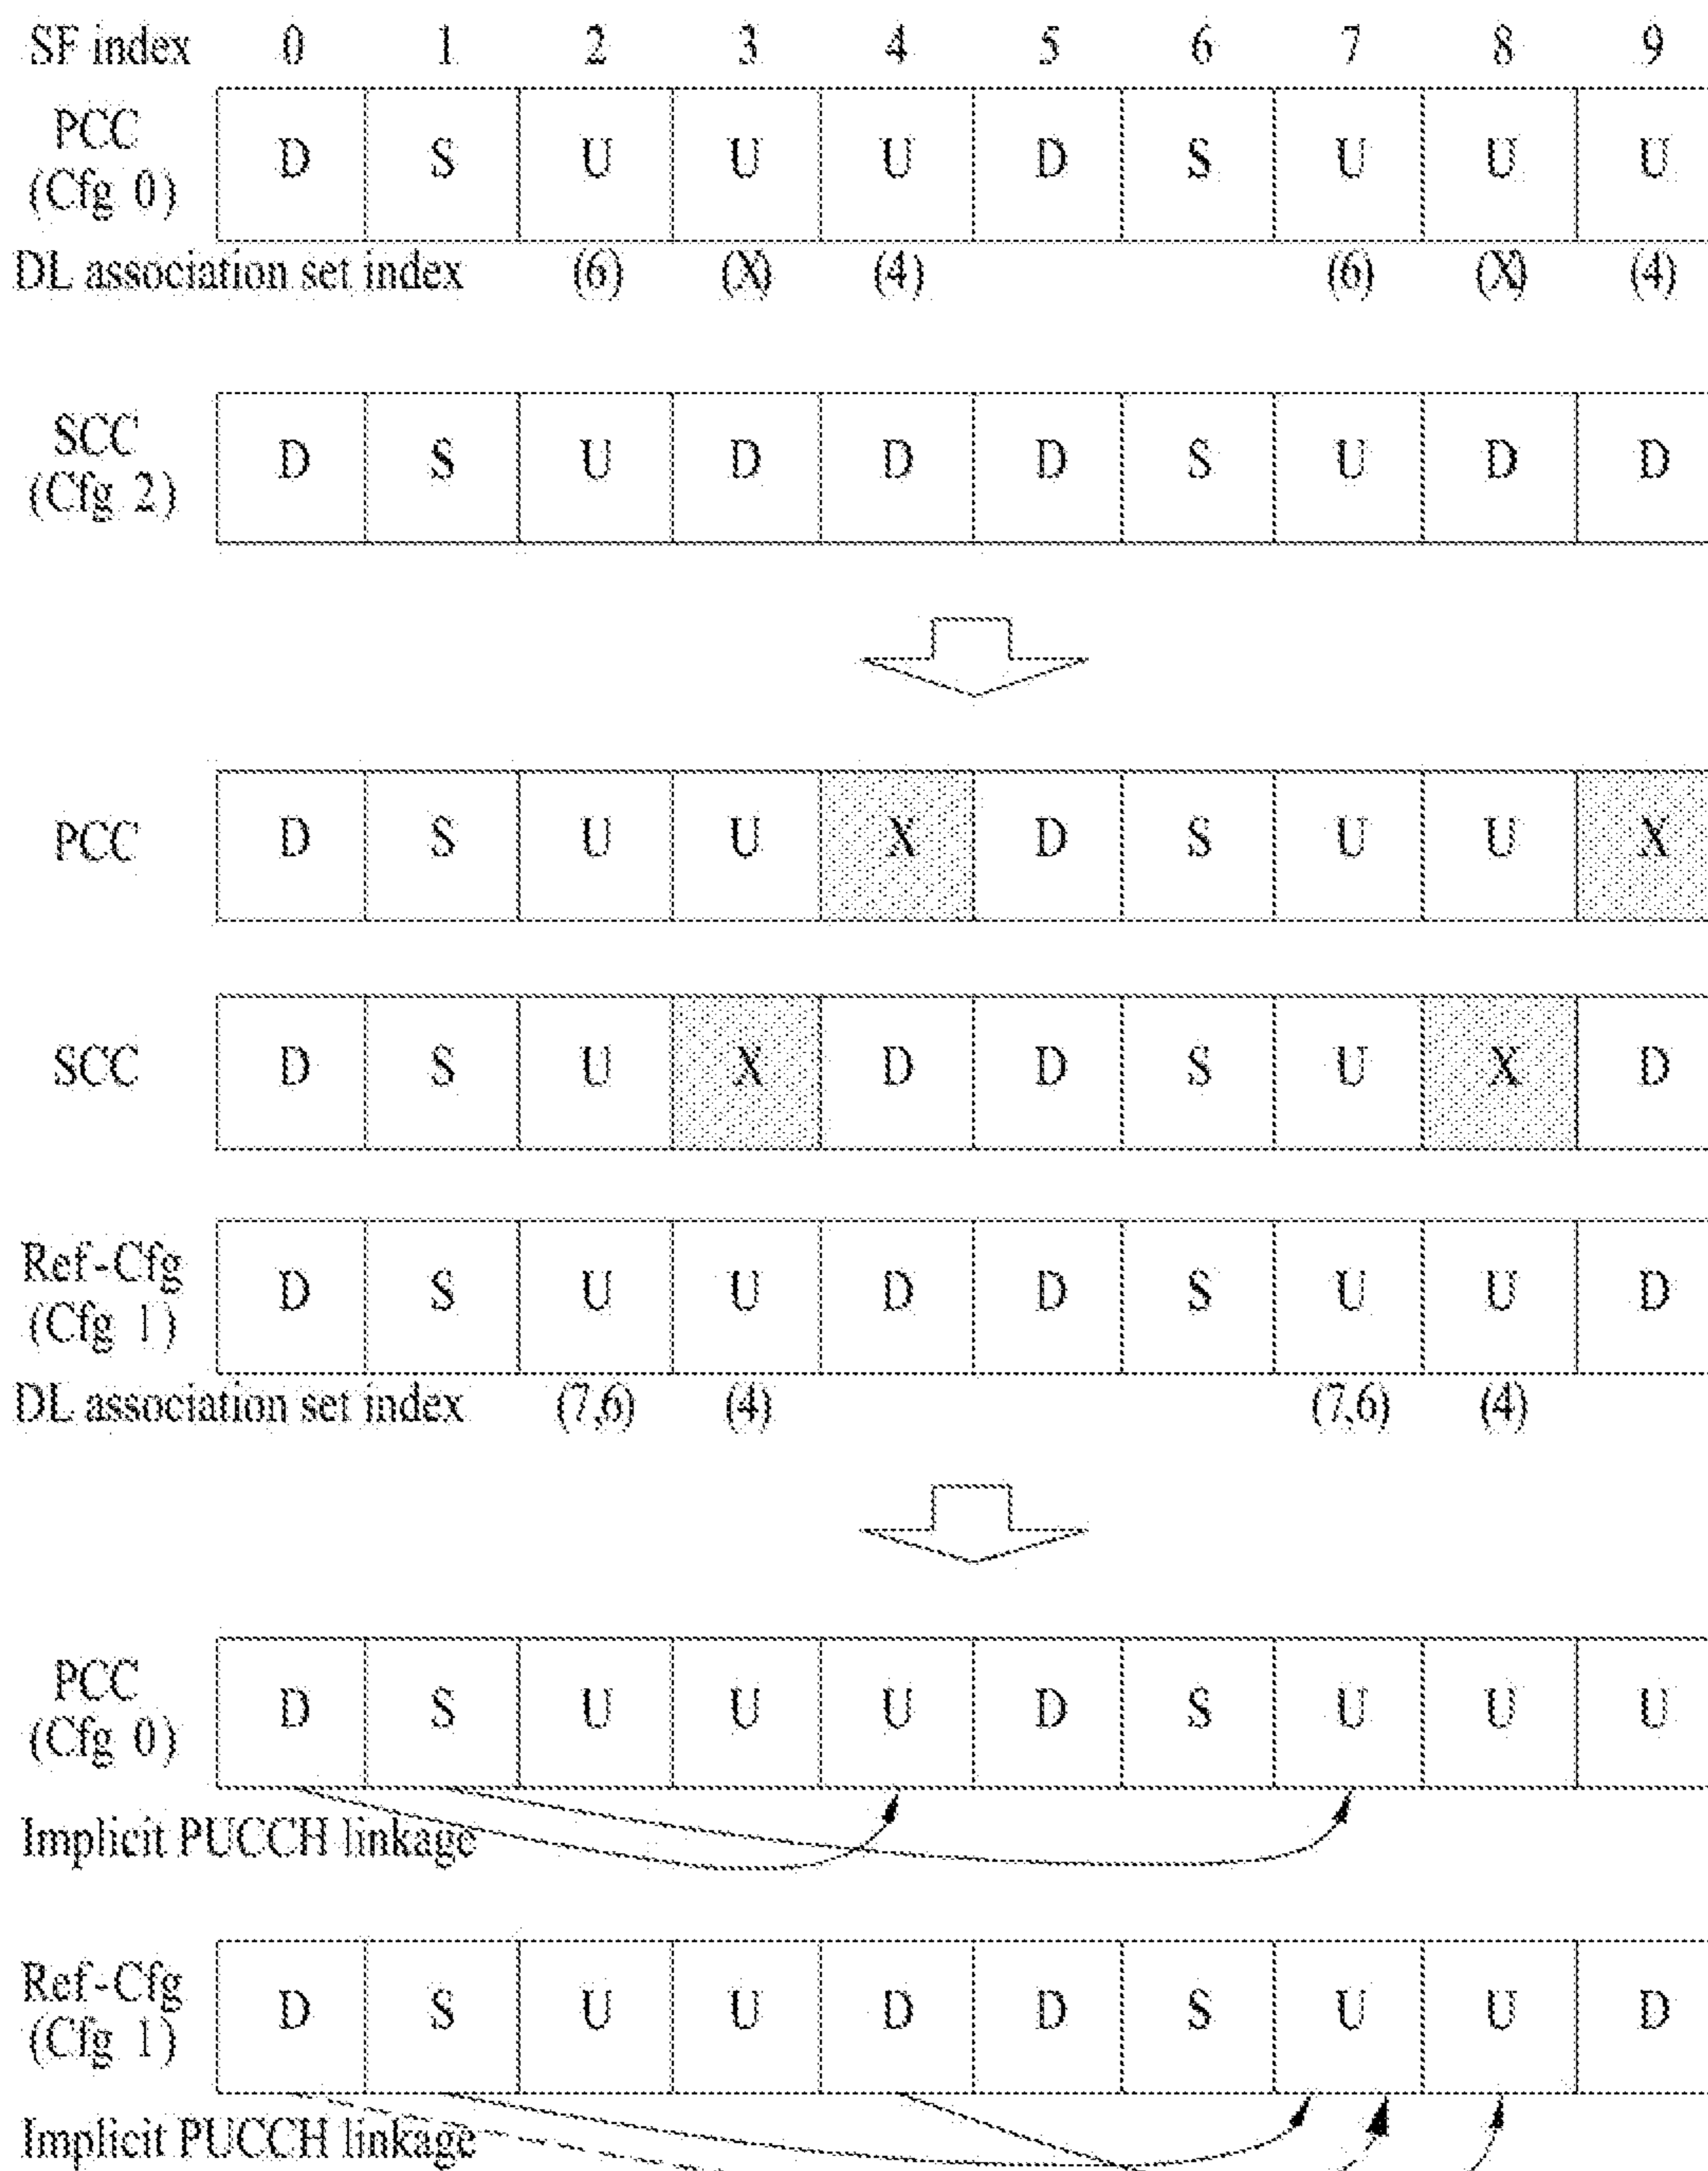 SF index 0 1 2 3 4 5 6 7 8 9
PCC
(Cfg 0)
D S U U U D S U U U
DL association set index (6) (X) (4) (6) (X) (4)
SCC
(Cfg 2)
D S U D D D S U D D
PCC D S U U X D S U U X
SCC D S U X D D S U X D
Ref-Cfg
(Cfg 1)
D S U U D D S U U D
DL association set index (7,6) (4) (7,6) (4)
PCC
(Cfg 0)
D S U U U D S U U U
Implicit PUCCH linkage
Ref-Cfg
(Cfg 1)
D S U U D D S U U D
Implicit PUCCH linkage